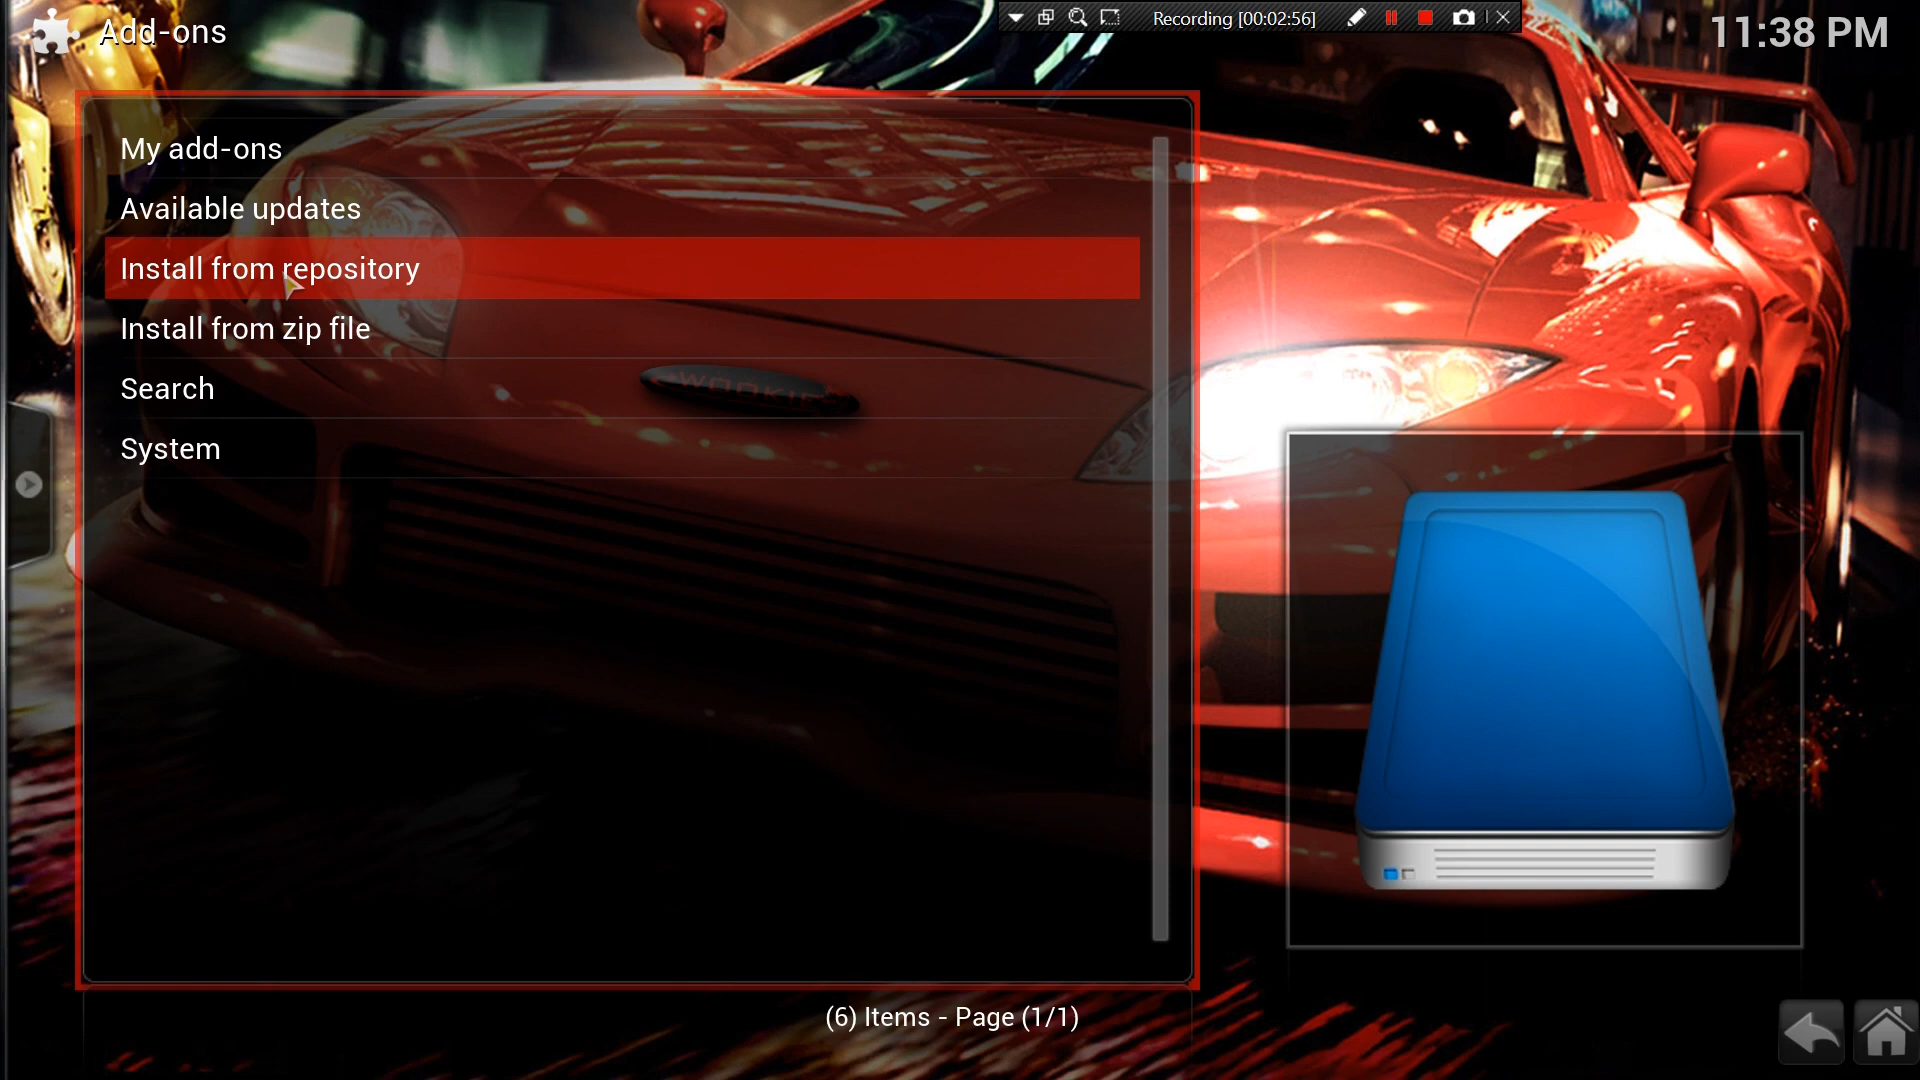 Add-ons
Recording [00:02:56]
11:38 PM
My add-ons
Available updates
Install from repository
Install from zip file
Search
System
(6) Items - Page (1/1)